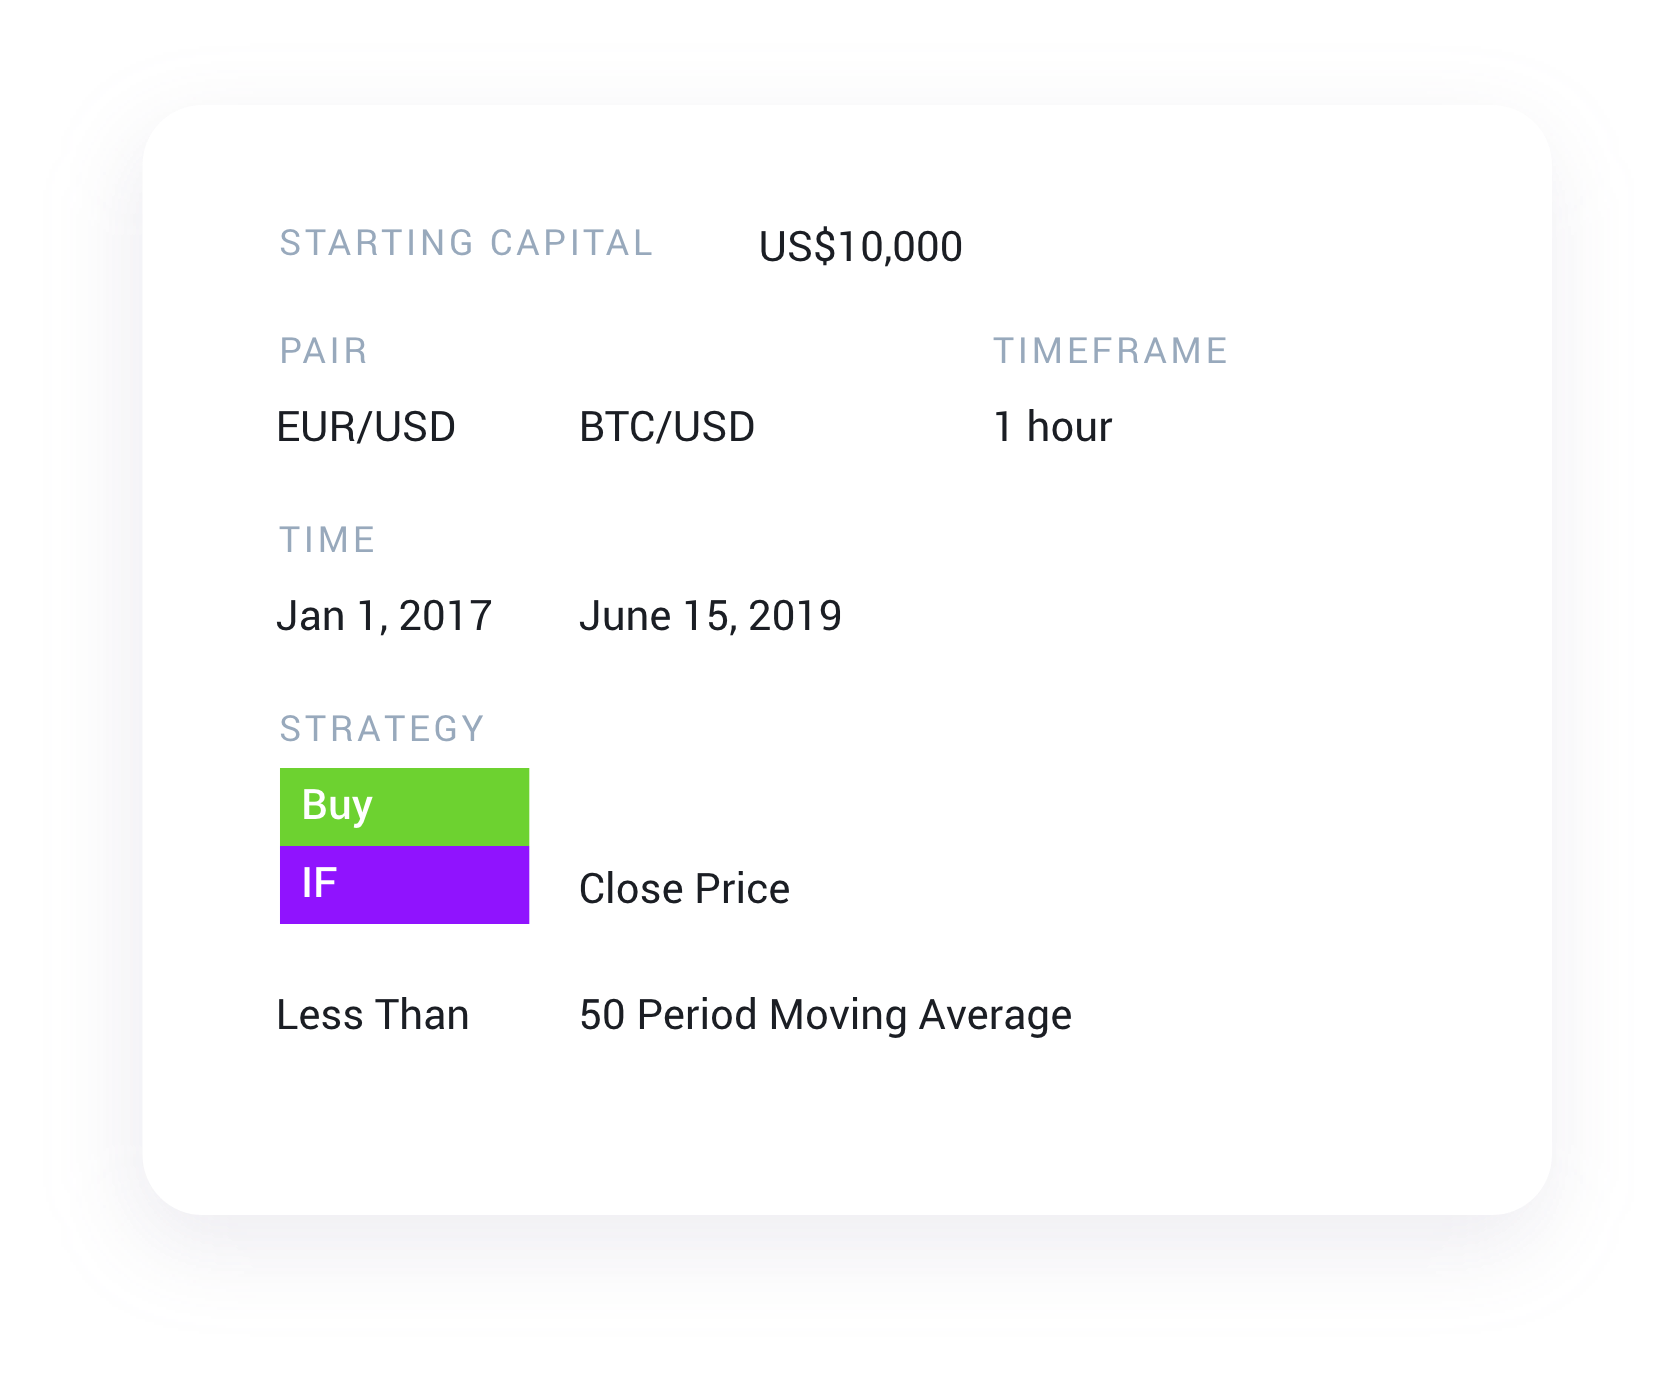 STARTING CAPITAL US$10,000
PAIR TIMEFRAME
EUR/USD BTC/USD 1 hour
TIME
Jan 1, 2017 June 15, 2019
STRATEGY
Buy
IF Close Price
Less Than 50 Period Moving Average